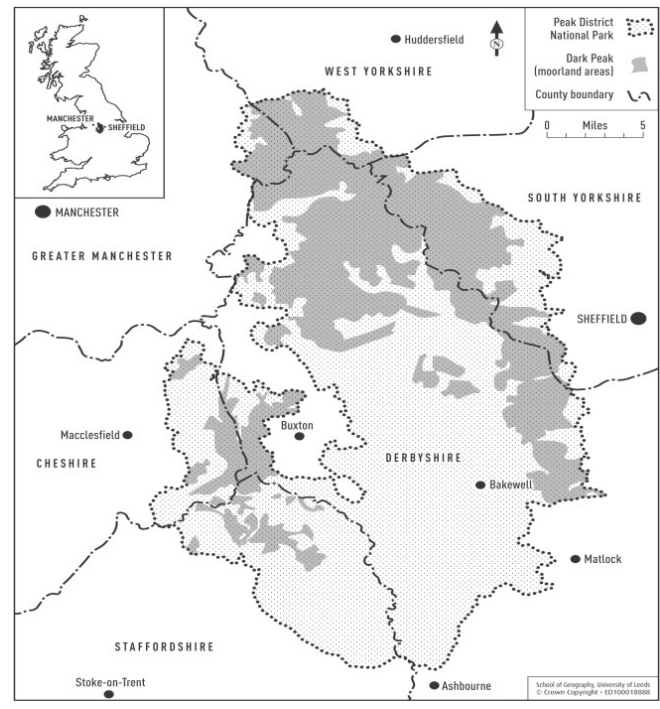 Huddersfield
N
WEST YORKSHIRE
Peak District
National Park
Dark Peak
(moorland areas)
County boundary
0 Miles 5
MANCHESTER
SHEFFIELD
MANCHESTER
GREATER MANCHESTER
SOUTH YORKSHIRE
SHEFFIELD
Macclesfield
CHESHIRE
Buxton
DERBYSHIRE
Bakewell
Matlock
STAFFORDSHIRE
Stoke-on-Trent
Ashbourne
School of Geography, University of Leeds
© Crown Copyright • ED100018888